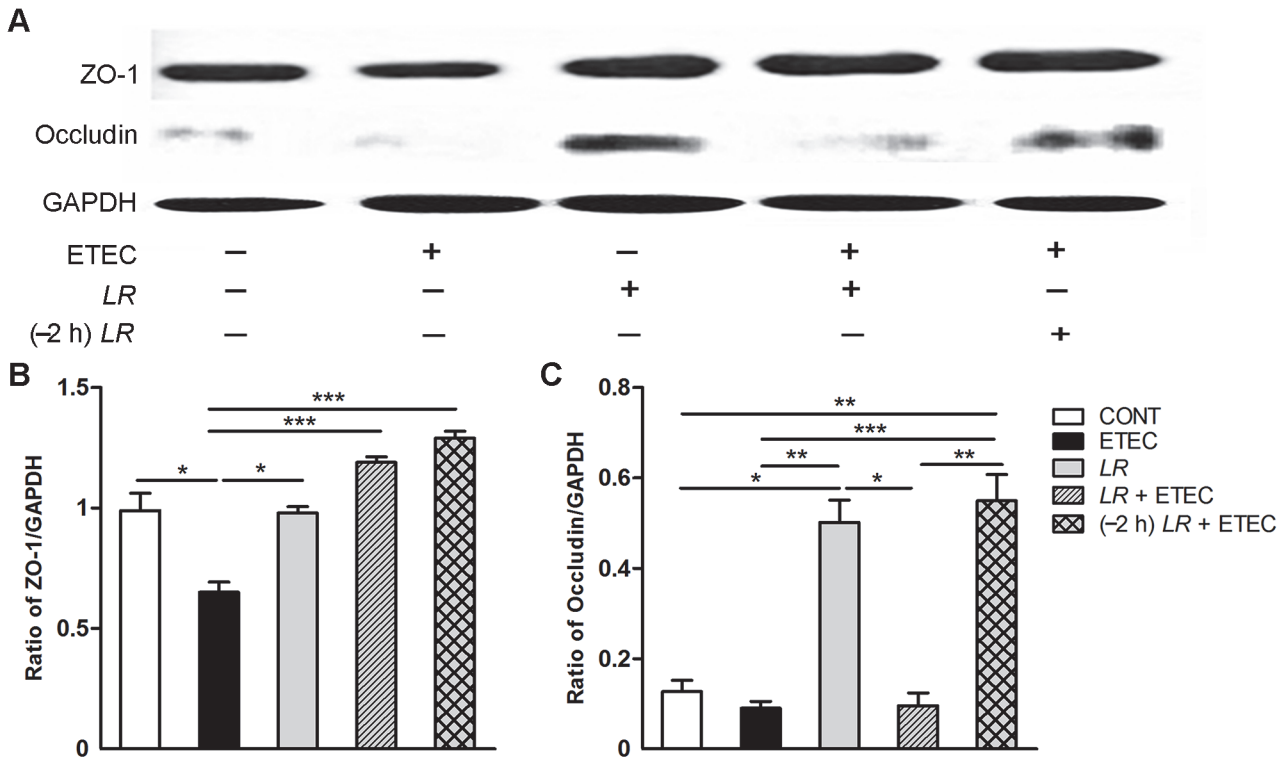 A
ZO-1
Occludin
GAPDH
ETEC – + – + +
LR – – + + –
(–2 h) LR – – – – +
B
Ratio of ZO-1/GAPDH
1.5
1
0.5
0
*
*
***
***
C
Ratio of Occludin/GAPDH
0.8
0.6
0.4
0.2
0
**
***
**
**
*
*
CONT
ETEC
LR
LR + ETEC
(–2 h) LR + ETEC